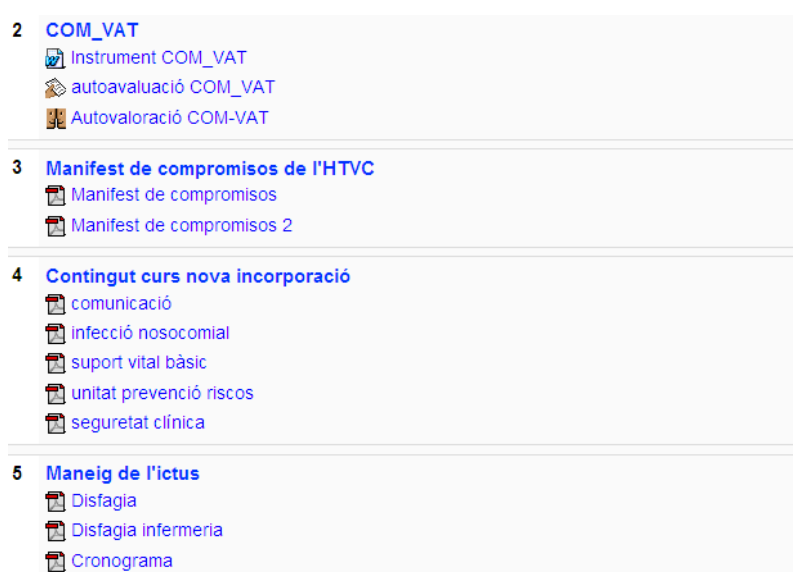 2 COM_VAT
Instrument COM_VAT
autoavaluació COM_VAT
Autovaloració COM-VAT
3 Manifest de compromisos de l'HTVC
Manifest de compromisos
Manifest de compromisos 2
4 Contingut curs nova incorporació
comunicació
infecció nosocomial
suport vital bàsic
unitat prevenció riscos
seguretat clínica
5 Maneig de l'ictus
Disfagia
Disfagia infermeria
Cronograma